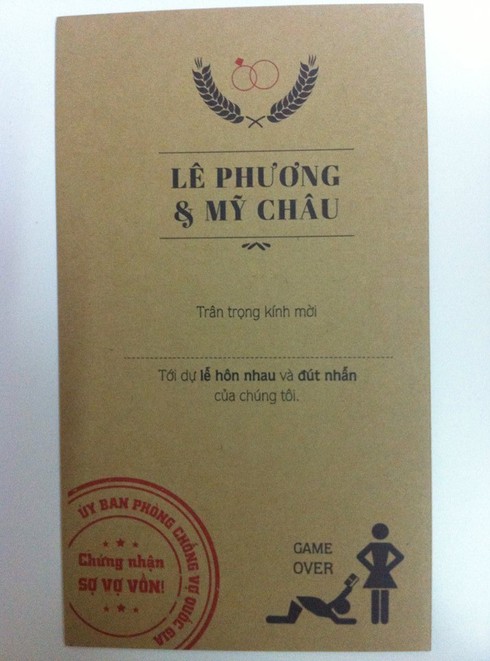 LÊ PHƯƠNG
& MỸ CHÂU
Trân trọng kính mời
Tới dự lễ hôn nhau và đút nhẫn
của chúng tôi.
ỦY BAN PHÒNG CHỐNG VỢ QUỐC GIA
Chứng nhận
SỢ VỢ VỒN!
GAME
OVER